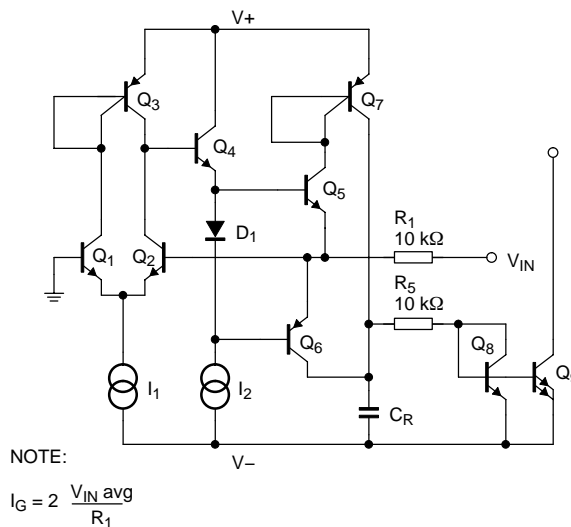 V+
Q3
Q7
Q4
Q5
D1
R1
10 kΩ
VIN
Q1
Q2
R5
10 kΩ
Q6
Q8
Q
I1
I2
CR
V–
NOTE:
IG = 2 VIN avg / R1